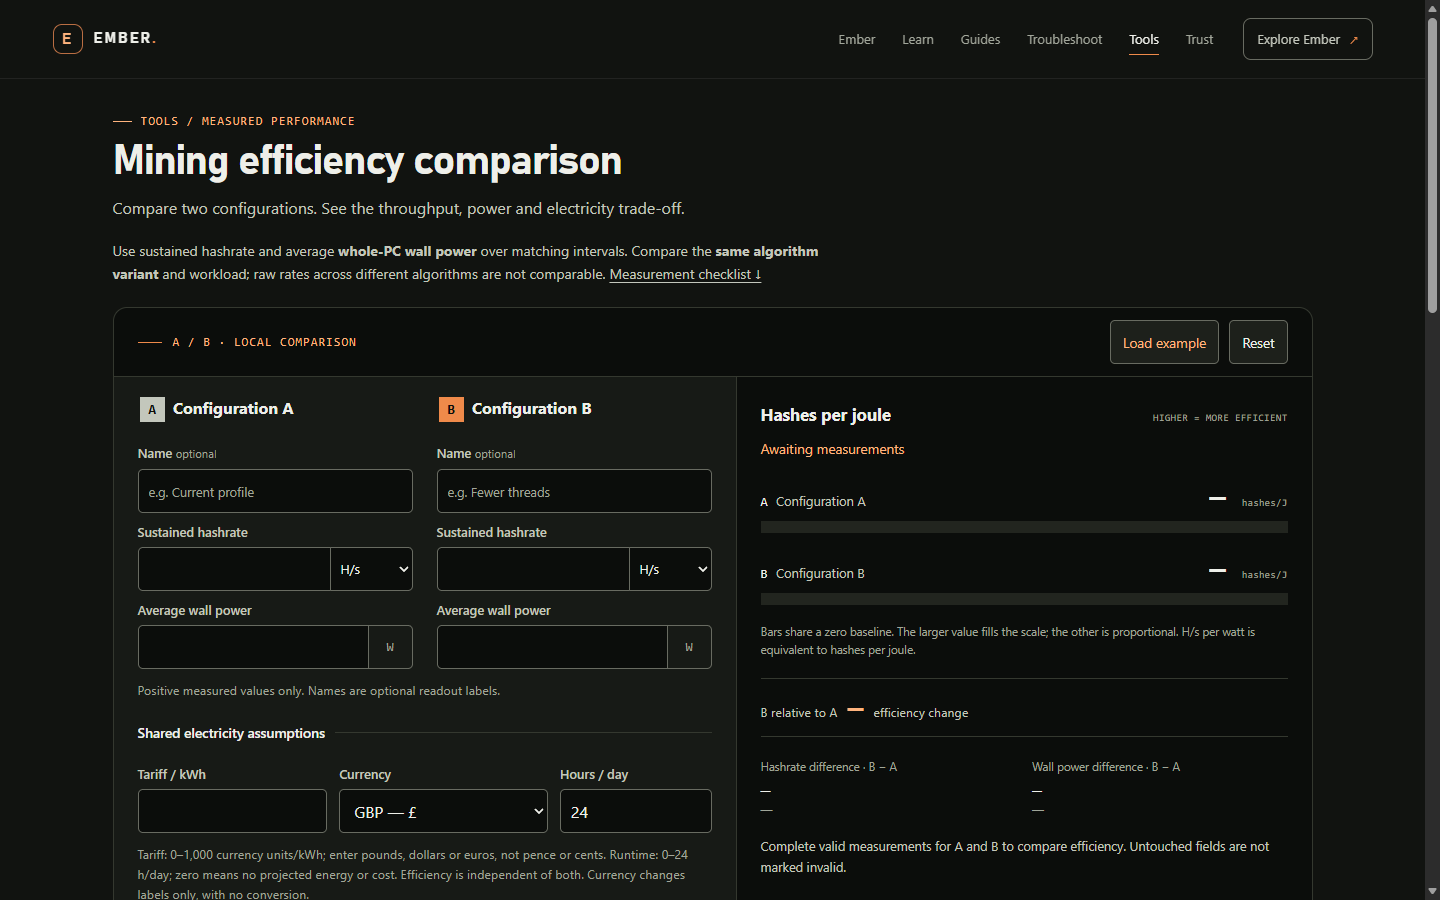 E EMBER.
Ember Learn Guides Troubleshoot Tools Trust Explore Ember ↗
TOOLS / MEASURED PERFORMANCE
Mining efficiency comparison
Compare two configurations. See the throughput, power and electricity trade-off.
Use sustained hashrate and average whole-PC wall power over matching intervals. Compare the same algorithm
variant and workload; raw rates across different algorithms are not comparable. Measurement checklist ↓
A / B · LOCAL COMPARISON
Load example Reset
A Configuration A
B Configuration B
Name optional
Name optional
e.g. Current profile
e.g. Fewer threads
Sustained hashrate
Sustained hashrate
H/s
H/s
Average wall power
Average wall power
W
W
Positive measured values only. Names are optional readout labels.
Shared electricity assumptions
Tariff / kWh Currency Hours / day
GBP — £ 24
Tariff: 0–1,000 currency units/kWh; enter pounds, dollars or euros, not pence or cents. Runtime: 0–24
h/day; zero means no projected energy or cost. Efficiency is independent of both. Currency changes
labels only, with no conversion.
Hashes per joule
HIGHER = MORE EFFICIENT
Awaiting measurements
A Configuration A — hashes/J
B Configuration B — hashes/J
Bars share a zero baseline. The larger value fills the scale; the other is proportional. H/s per watt is
equivalent to hashes per joule.
B relative to A — efficiency change
Hashrate difference · B − A
—
—
Wall power difference · B − A
—
—
Complete valid measurements for A and B to compare efficiency. Untouched fields are not
marked invalid.